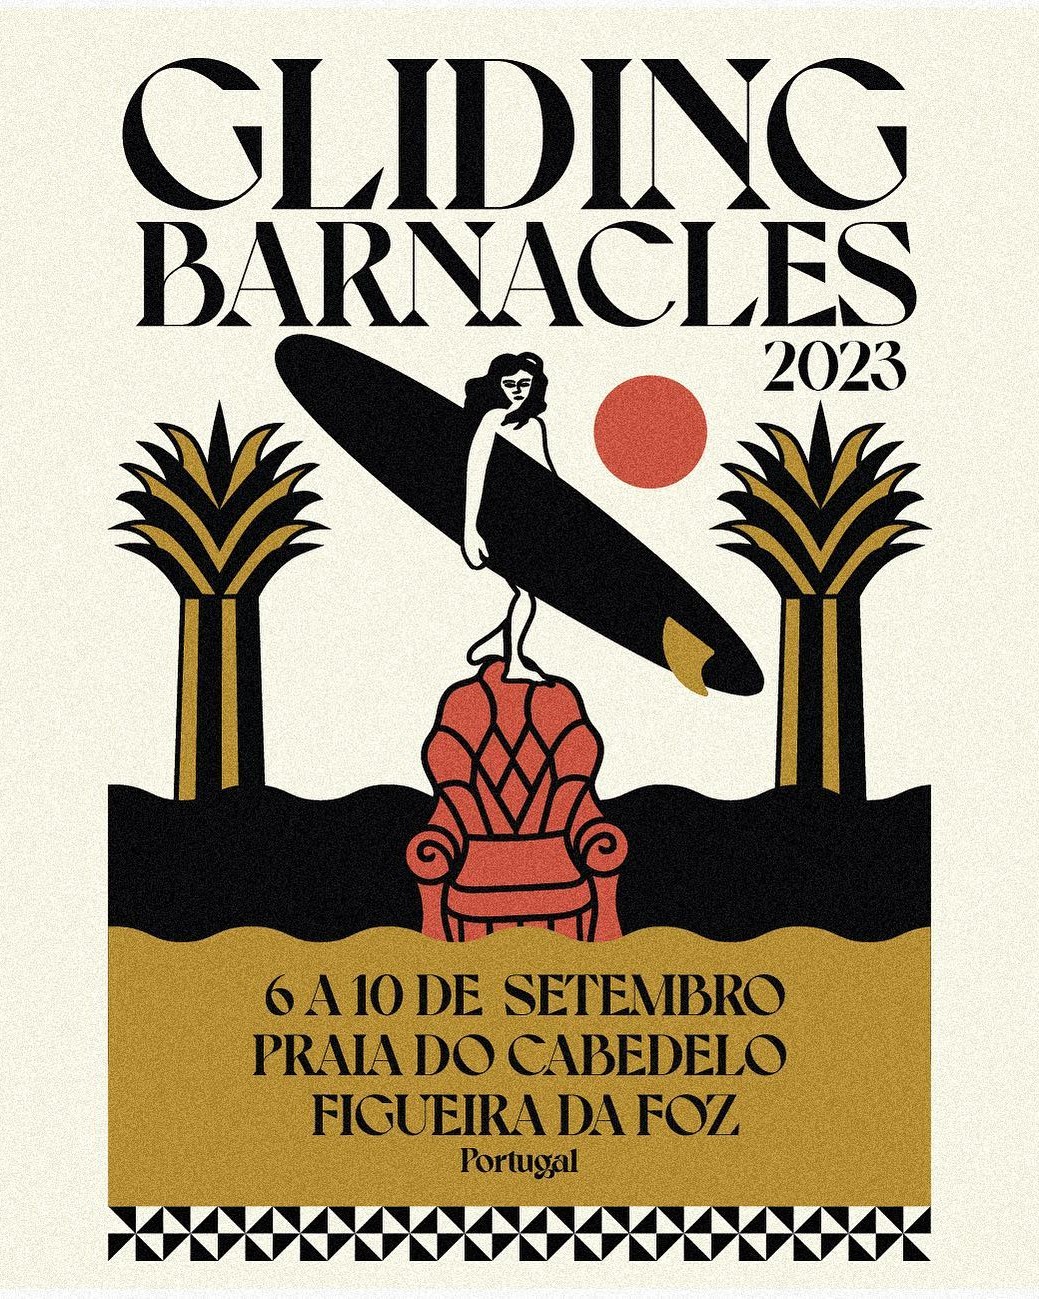 GLIDING
BARNACLES
2023
6 A 10 DE SETEMBRO
PRAIA DO CABEDELO
FIGUEIRA DA FOZ
Portugal